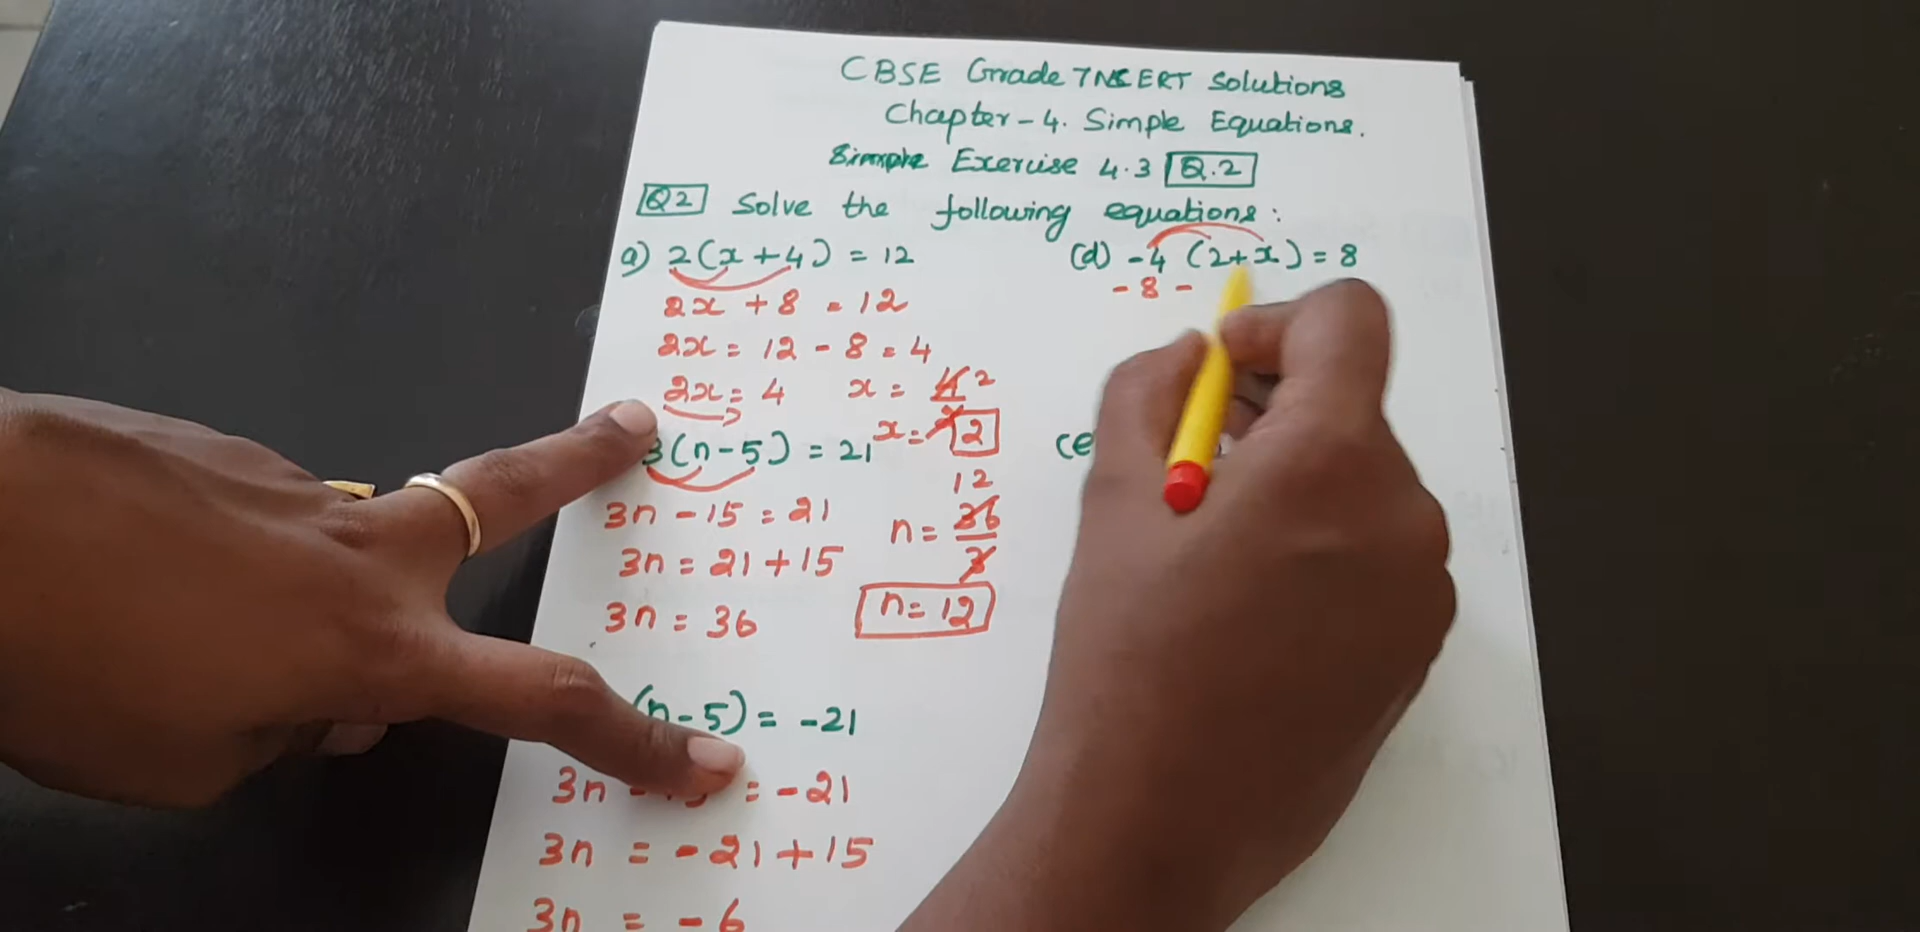 CBSE Grade 7 NCERT Solutions
Chapter - 4. Simple Equations.
Exercise 4.3 Q.2
Q2 Solve the following equations:
a) 2(x+4) = 12
2x + 8 = 12
2x = 12 - 8 = 4
2x = 4 x = 4 2
x = 2
3(n-5) = 21
12
3n - 15 = 21 n = 36
3n = 21 + 15 3
3n = 36 n = 12
(n-5) = -21
3n = -21
3n = -21 + 15
3n = -6
(d) -4 (2+x) = 8
-8 -
(e